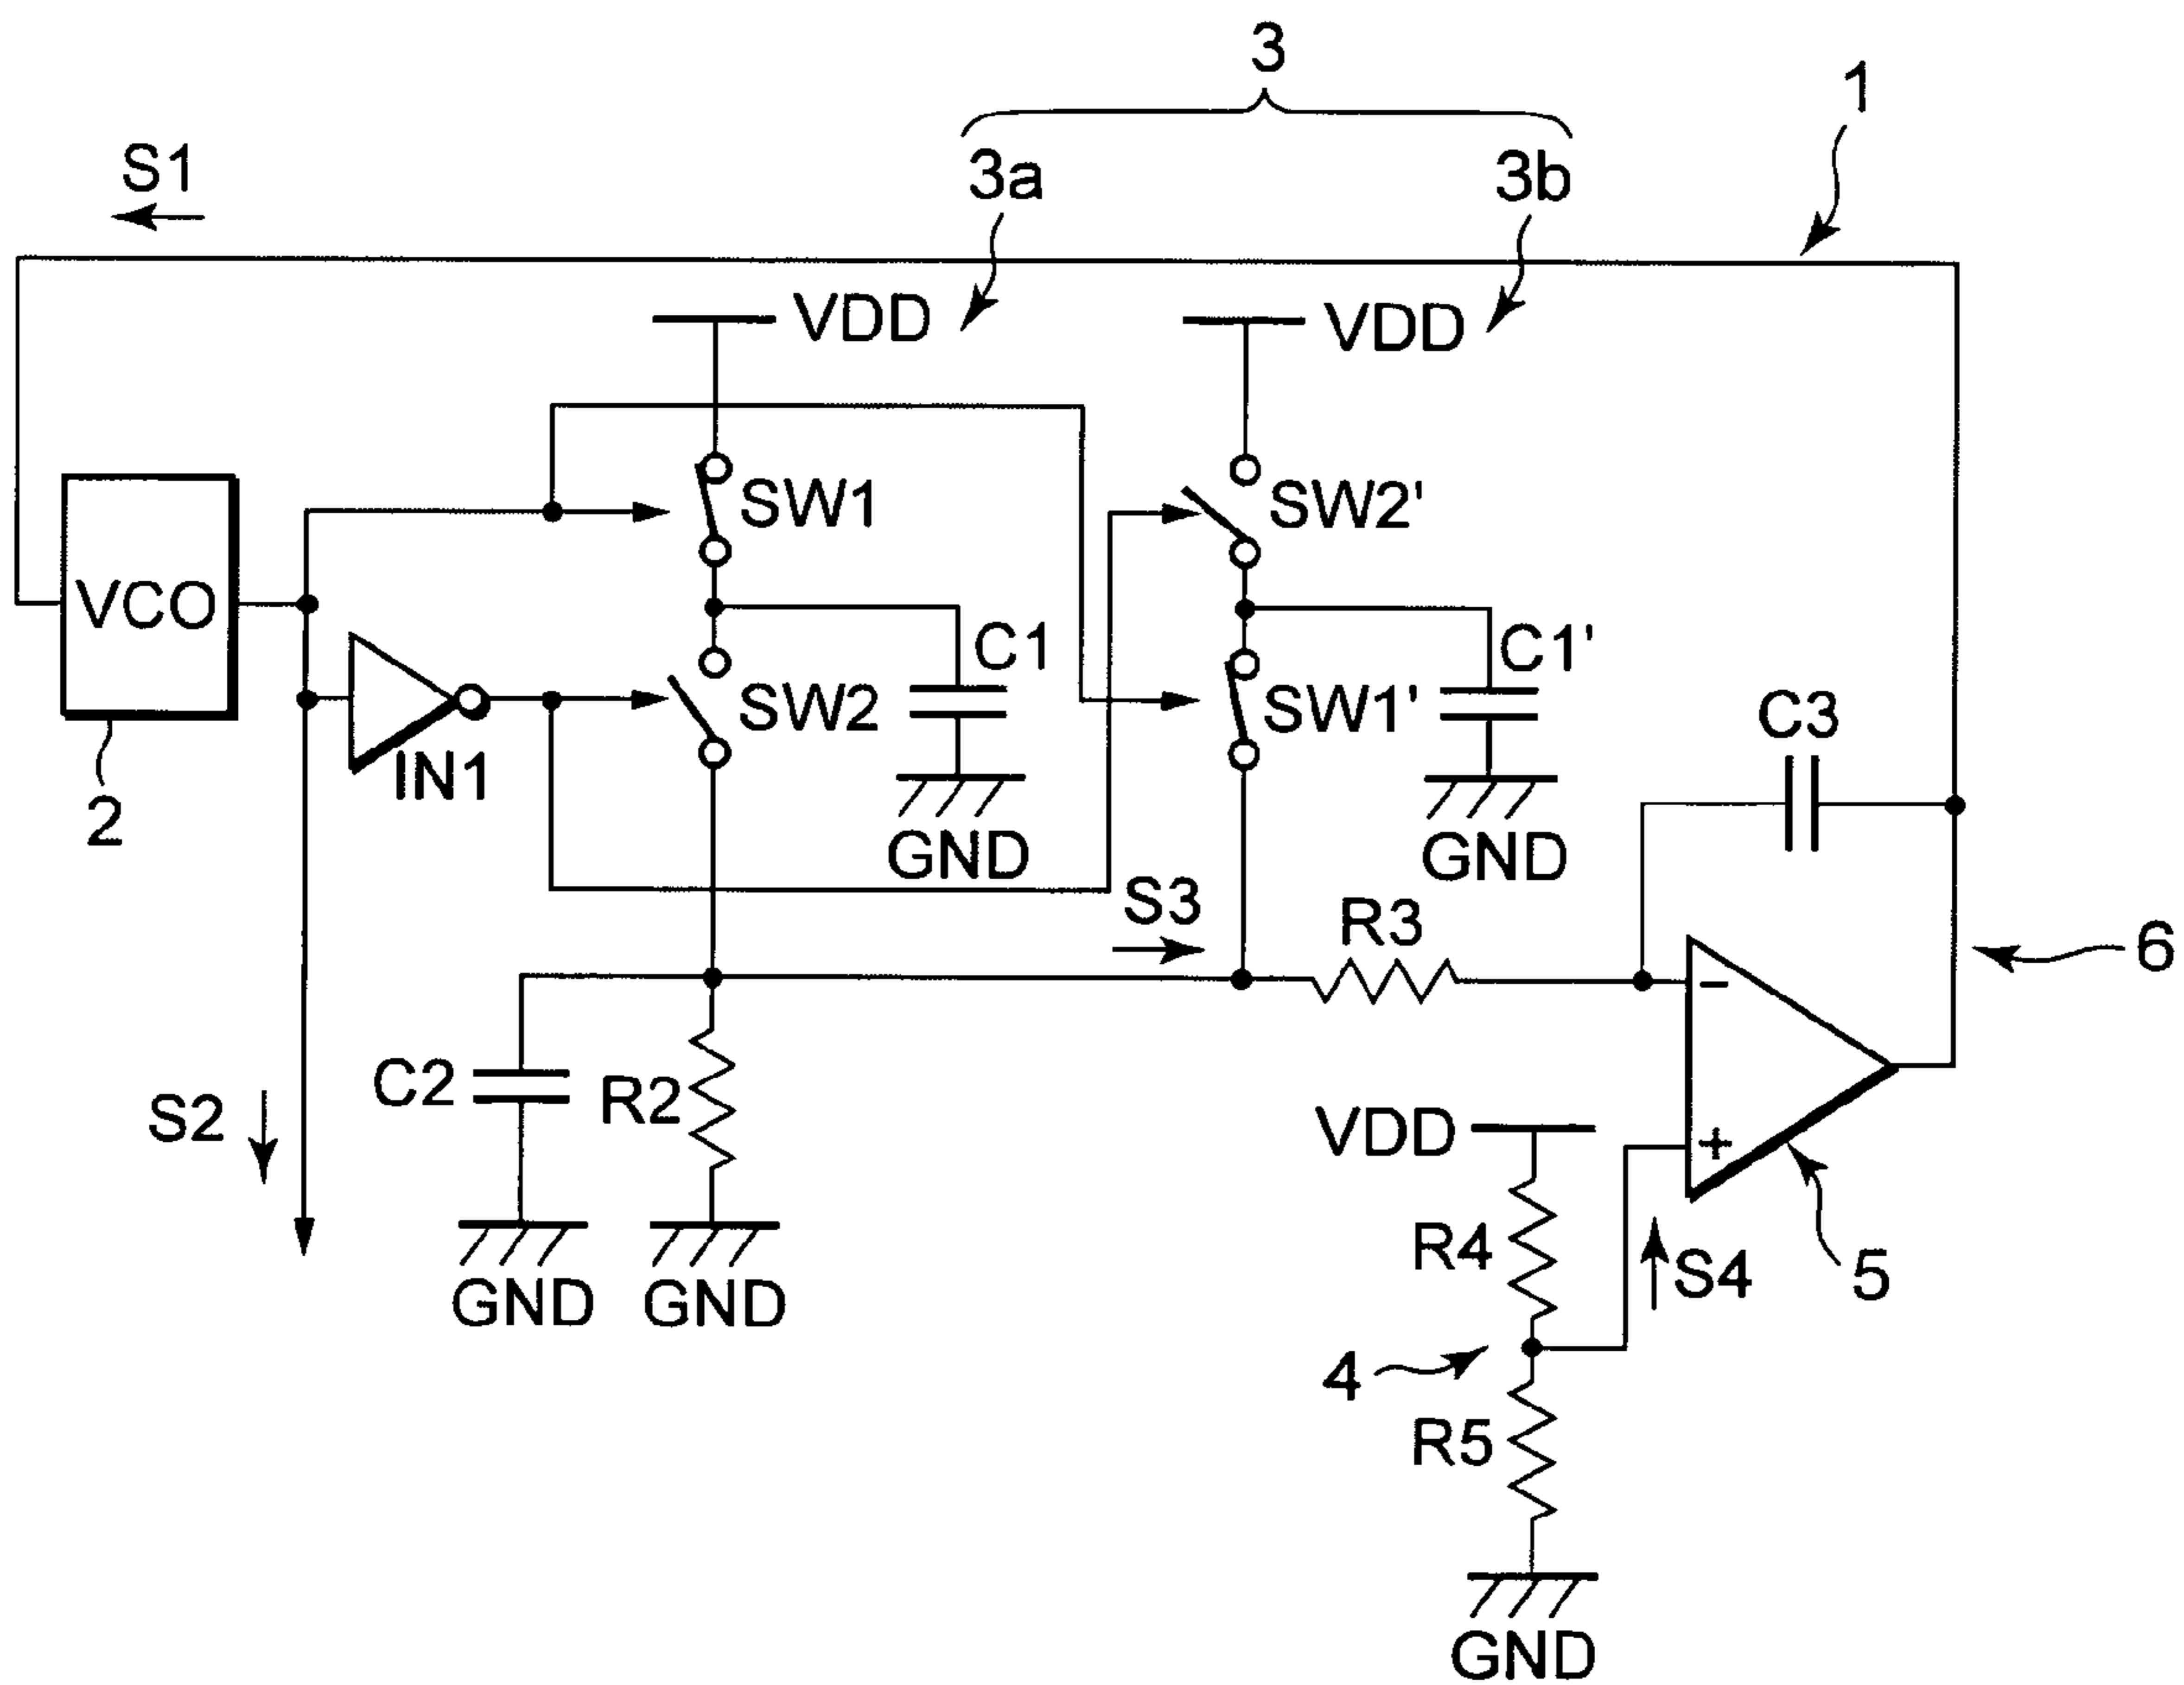 3
1
S1
3a
3b
VDD
VDD
SW1
SW2'
VCO
C1
C1'
SW2
SW1'
C3
IN1
2
GND
GND
S3
R3
6
-
C2
R2
S2
VDD
+
R4
S4
5
GND
GND
4
R5
GND